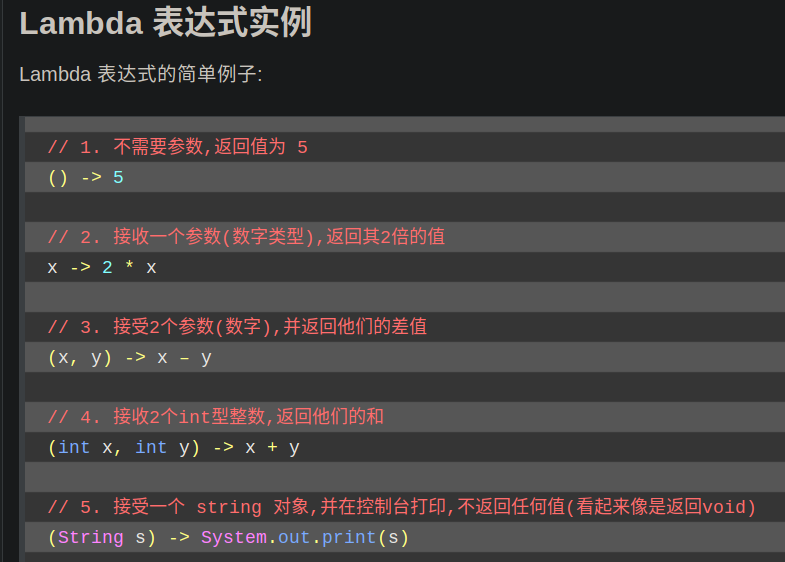 Lambda 表达式实例
Lambda 表达式的简单例子:
// 1. 不需要参数,返回值为 5
() -> 5
// 2. 接收一个参数(数字类型),返回其2倍的值
x -> 2 * x
// 3. 接受2个参数(数字),并返回他们的差值
(x, y) -> x – y
// 4. 接收2个int型整数,返回他们的和
(int x, int y) -> x + y
// 5. 接受一个 string 对象,并在控制台打印,不返回任何值(看起来像是返回void)
(String s) -> System.out.print(s)